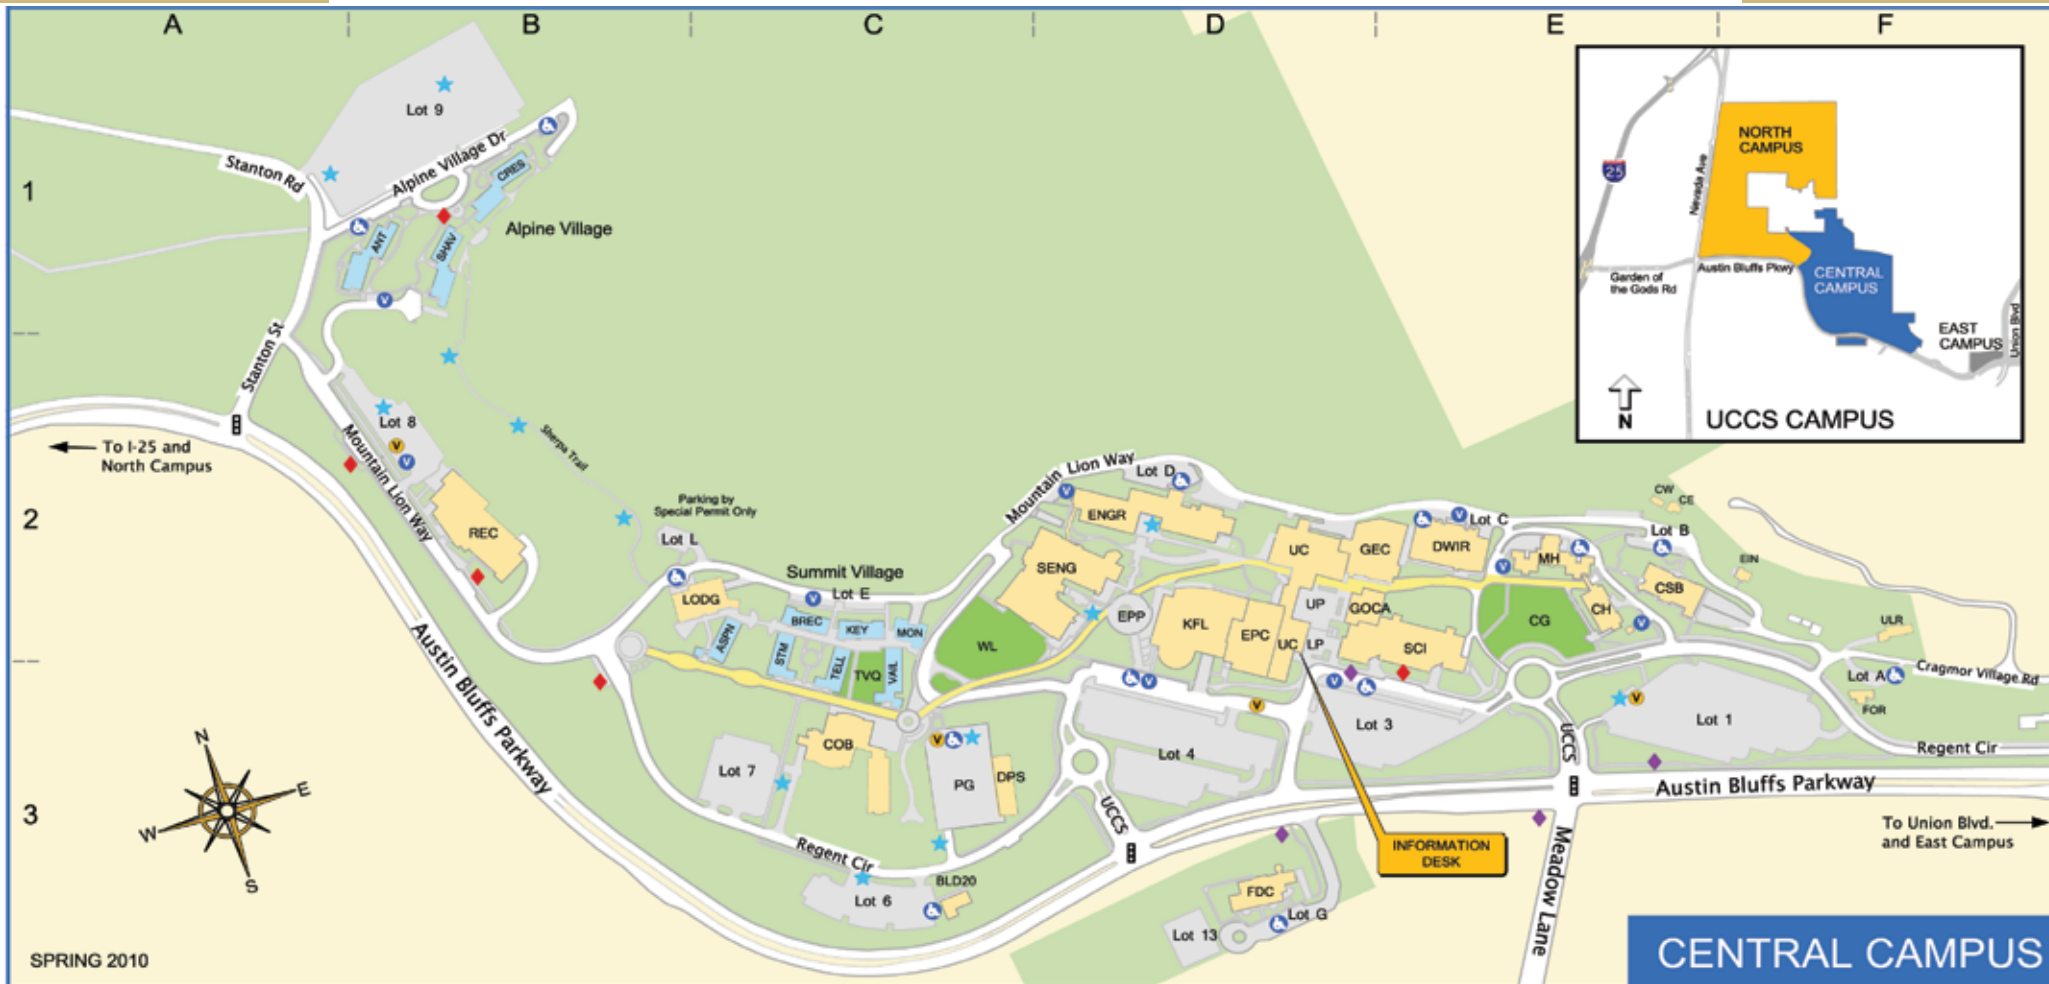 A
B
C
D
E
F
1
2
3
Lot 9
Stanton Rd
Alpine Village Dr
CRES
ANT
SHAV
Alpine Village
V
Stanton St
Lot 8
V
V
Mountain Lion Way
To I-25 and
North Campus
REC
Sherpa Trail
Parking by
Special Permit Only
Lot L
LODG
Summit Village
V
Lot E
ASPN
BREC
KEY
MON
STM
TELL
TVQ
VAIL
WL
Mountain Lion Way
Lot D
V
ENGR
SENG
EPP
KFL
EPC
UC
UC
LP
UP
GEC
GOCA
SCI
DWIR
V
Lot C
V
MH
CW
CE
Lot B
EIN
CSB
CH
V
CG
ULR
Lot A
FOR
Cragmor Village Rd
Regent Cir
V
V
V
Lot 3
Lot 4
V
Lot 1
UCCS
Austin Bluffs Parkway
To Union Blvd.
and East Campus
Meadow Lane
INFORMATION
DESK
Austin Bluffs Parkway
COB
Lot 7
V
PG
DPS
UCCS
Regent Cir
Lot 6
BLD20
FDC
Lot G
Lot 13
N
E
S
W
SPRING 2010
CENTRAL CAMPUS
25
Nevada Ave
NORTH
CAMPUS
Garden of
the Gods Rd
Austin Bluffs Pkwy
CENTRAL
CAMPUS
EAST
CAMPUS
Union Blvd
N
UCCS CAMPUS